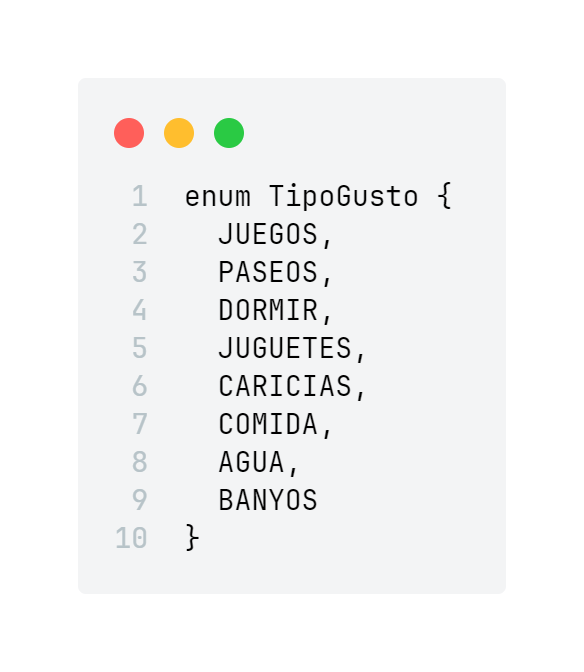 1 enum TipoGusto {
2   JUEGOS,
3   PASEOS,
4   DORMIR,
5   JUGUETES,
6   CARICIAS,
7   COMIDA,
8   AGUA,
9   BANYOS
10 }